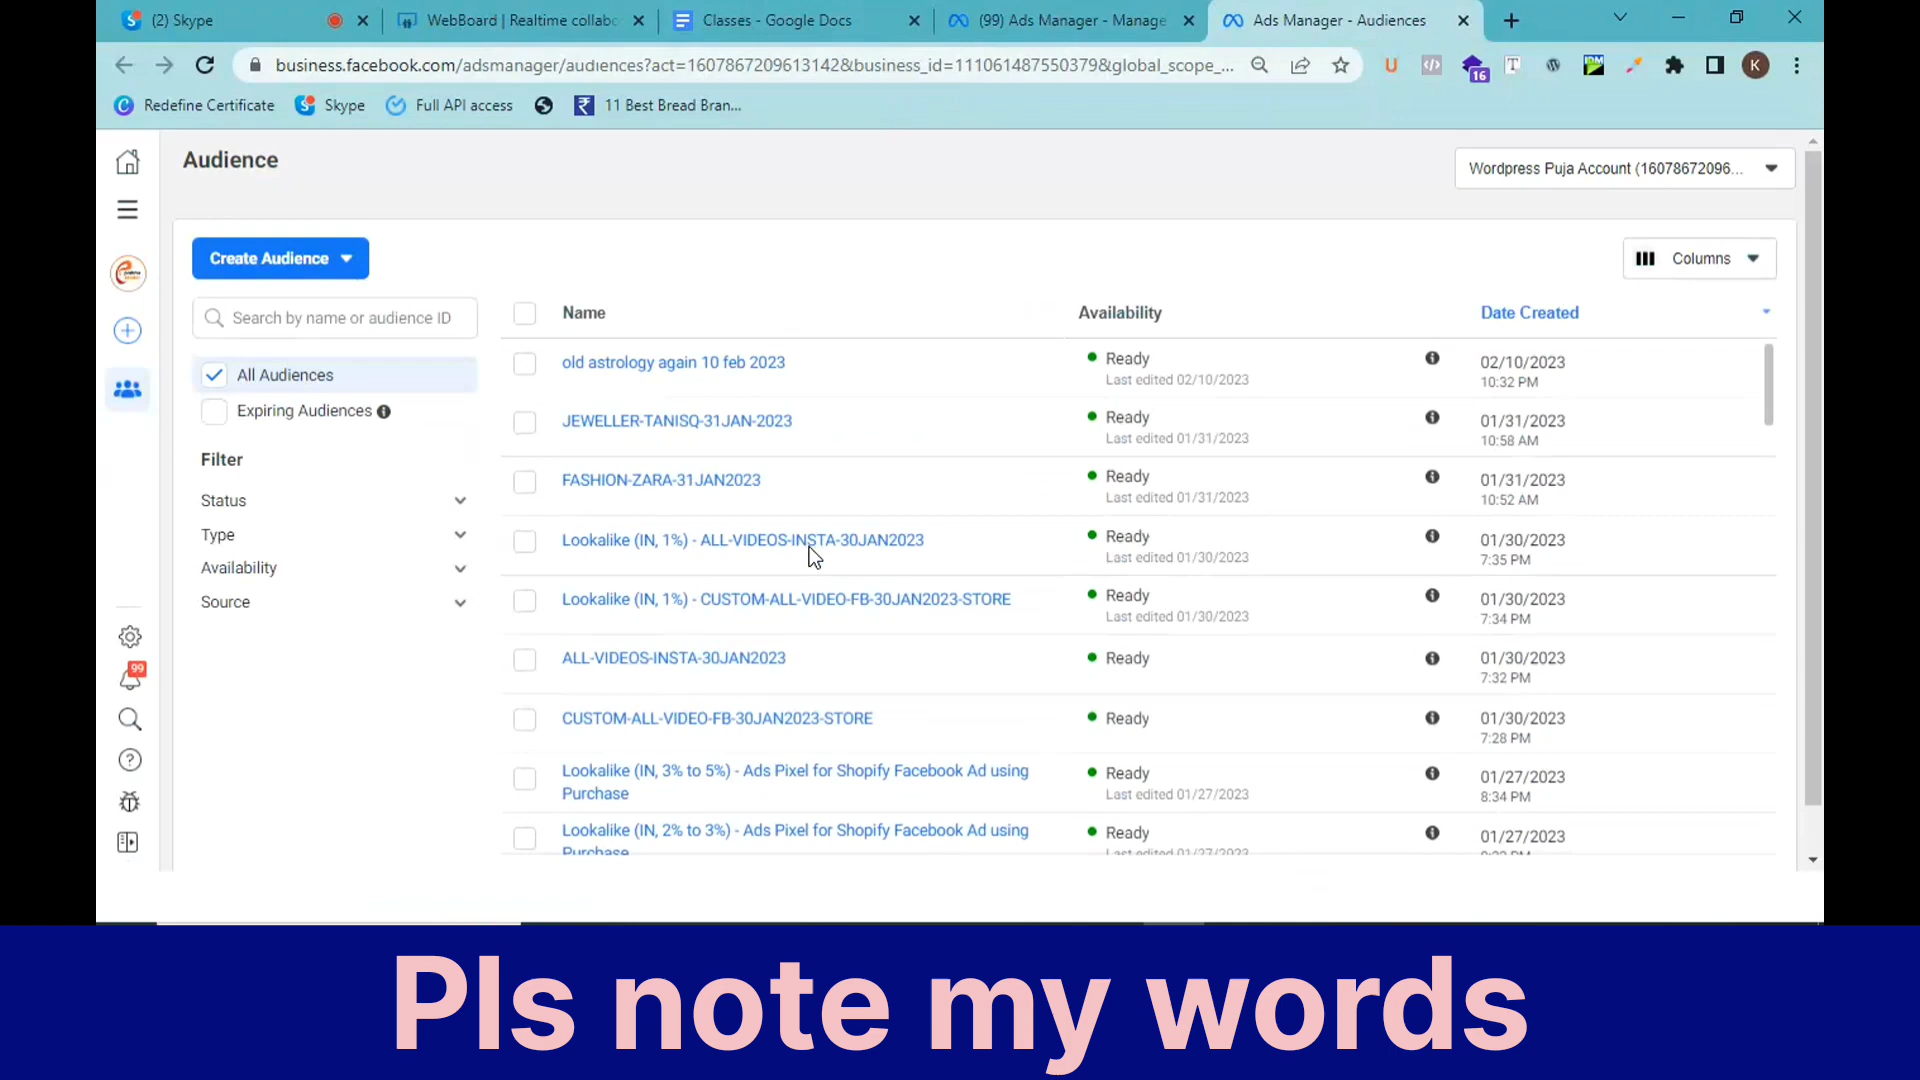 (2) Skype
WebBoard | Realtime collabo
Classes - Google Docs
(99) Ads Manager - Manage
Ads Manager - Audiences
business.facebook.com/adsmanager/audiences?act=1607867209613142&business_id=111061487550379&global_scope_...
16
K
Redefine Certificate
Skype
Full API access
11 Best Bread Bran...
Audience
Wordpress Puja Account (16078672096...
Create Audience
Columns
Search by name or audience ID
Name
Availability
Date Created
All Audiences
Expiring Audiences
Filter
Status
Type
Availability
Source
99
old astrology again 10 feb 2023
Ready
Last edited 02/10/2023
02/10/2023
10:32 PM
JEWELLER-TANISQ-31JAN-2023
Ready
Last edited 01/31/2023
01/31/2023
10:58 AM
FASHION-ZARA-31JAN2023
Ready
Last edited 01/31/2023
01/31/2023
10:52 AM
Lookalike (IN, 1%) - ALL-VIDEOS-INSTA-30JAN2023
Ready
Last edited 01/30/2023
01/30/2023
7:35 PM
Lookalike (IN, 1%) - CUSTOM-ALL-VIDEO-FB-30JAN2023-STORE
Ready
Last edited 01/30/2023
01/30/2023
7:34 PM
ALL-VIDEOS-INSTA-30JAN2023
Ready
01/30/2023
7:32 PM
CUSTOM-ALL-VIDEO-FB-30JAN2023-STORE
Ready
01/30/2023
7:28 PM
Lookalike (IN, 3% to 5%) - Ads Pixel for Shopify Facebook Ad using
Purchase
Ready
Last edited 01/27/2023
01/27/2023
8:34 PM
Lookalike (IN, 2% to 3%) - Ads Pixel for Shopify Facebook Ad using
Purchase
Ready
Last edited 01/27/2023
01/27/2023
Pls note my words